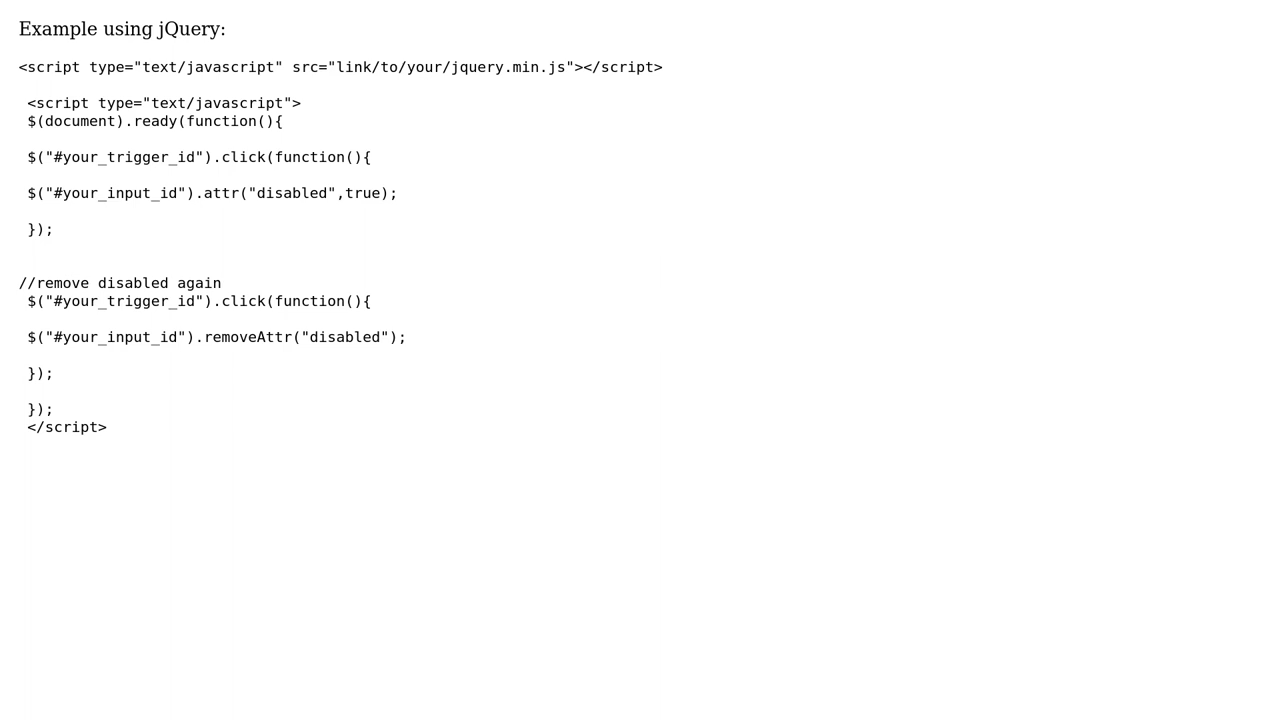 Example using jQuery:
<script type="text/javascript" src="link/to/your/jquery.min.js"></script>
<script type="text/javascript">
$(document).ready(function(){
$("#your_trigger_id").click(function(){
$("#your_input_id").attr("disabled",true);
});
//remove disabled again
$("#your_trigger_id").click(function(){
$("#your_input_id").removeAttr("disabled");
});
});
</script>